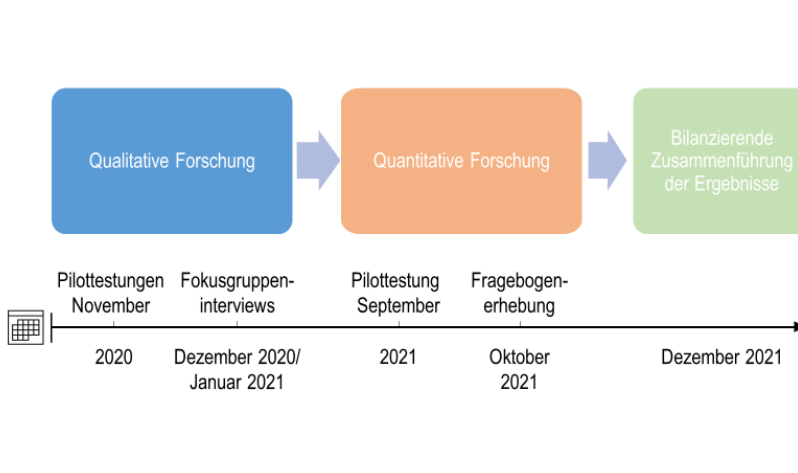 Qualitative Forschung
Quantitative Forschung
Bilanzierende
Zusammenführung
der Ergebnisse
Pilottestungen
November
Fokusgruppen-
interviews
Pilottestung
September
Fragebogen-
erhebung
2020
Dezember 2020/
Januar 2021
2021
Oktober
2021
Dezember 2021